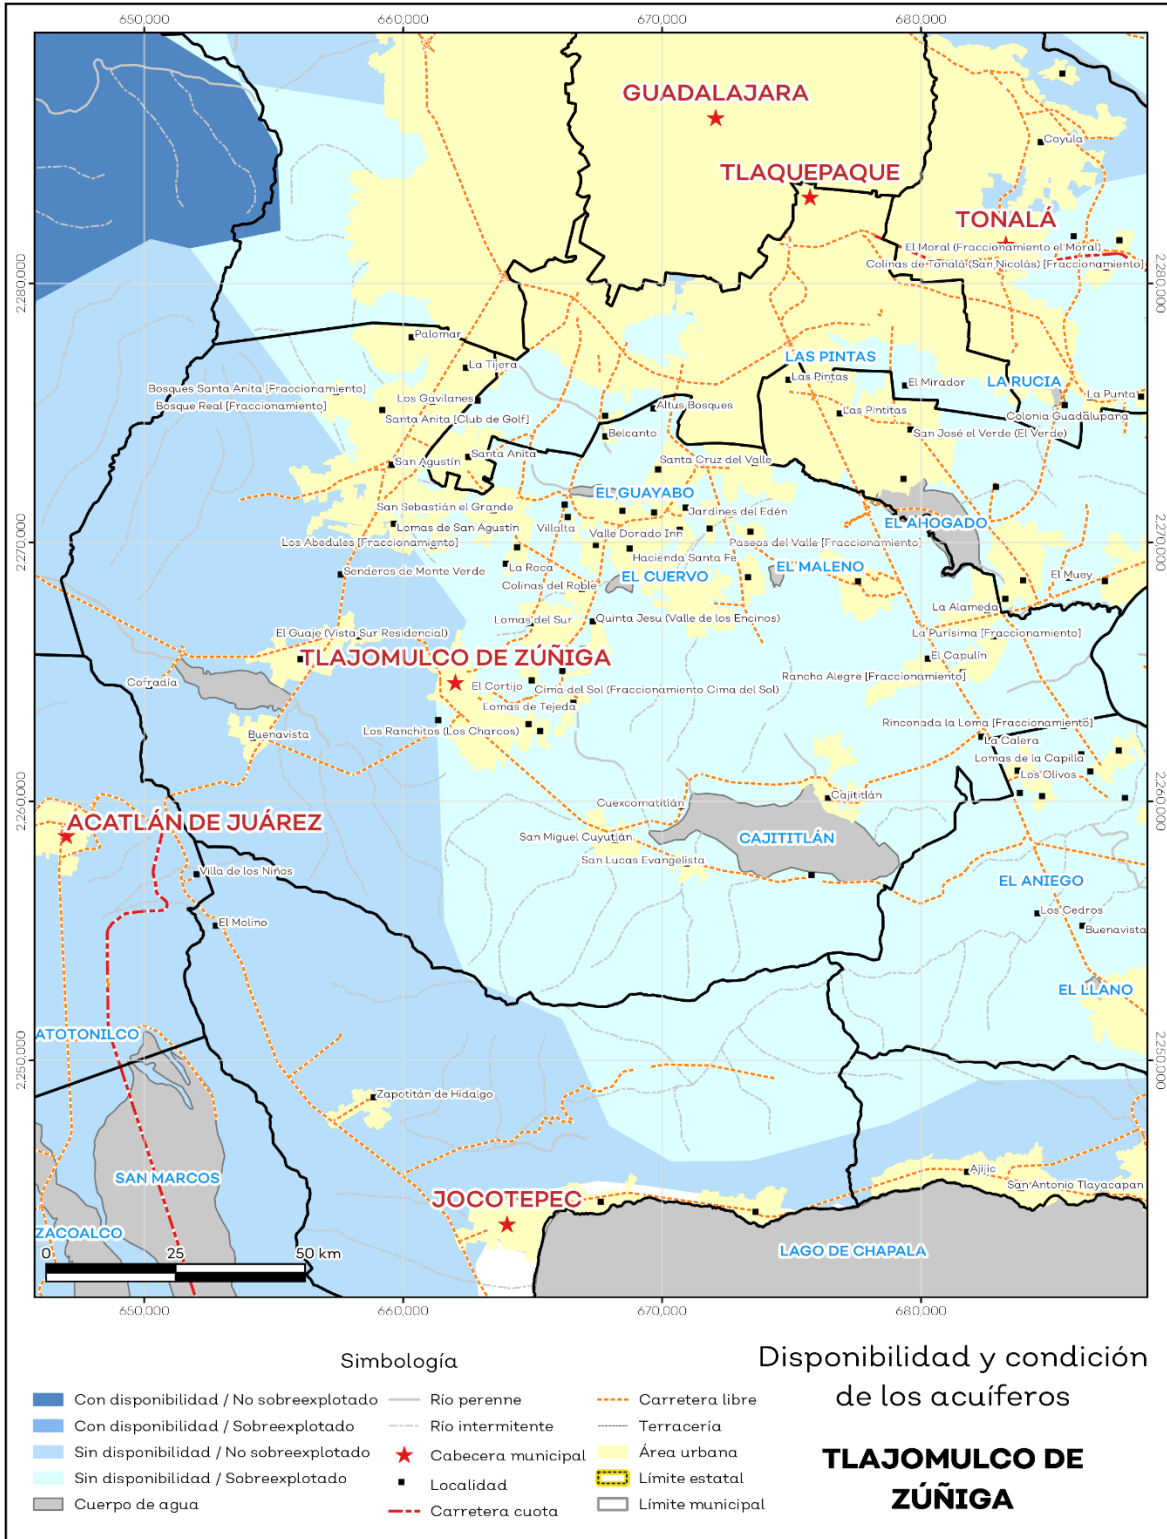 650,000
660,000
670,000
680,000
GUADALAJARA
Coyula
TLAQUEPAQUE
TONALÁ
El Moral (Fraccionamiento el Moral)
Colinas de Tonalá (San Nicolás) [Fraccionamiento]
2,280,000
2,280,000
Palomar
LAS PINTAS
La Tijera
Las Pintas
El Mirador
LA RUCIA
Bosques Santa Anita [Fraccionamiento]
La Punta
Los Gavilanes
Bosque Real [Fraccionamiento]
Altus Bosques
Las Pintitas
Colonia Guadalupana
Santa Anita [Club de Golf]
Belcanto
San José el Verde (El Verde)
Santa Anita
San Agustín
Santa Cruz del Valle
EL GUAYABO
San Sebastián el Grande
Jardines del Edén
EL AHOGADO
Lomas de San Agustín
Villalta
Valle Dorado Inn
Los Abedules [Fraccionamiento]
Paseos del Valle [Fraccionamiento]
2,270,000
2,270,000
Hacienda Santa Fe
La Roca
EL MALENO
Senderos de Monte Verde
EL CUERVO
El Muey
Colinas del Roble
La Alameda
Lomas del Sur
Quinta Jesu (Valle de los Encinos)
El Guaje (Vista Sur Residencial)
La Purísima [Fraccionamiento]
TLAJOMULCO DE ZÚÑIGA
El Capulín
Rancho Alegre [Fraccionamiento]
Cofradía
El Cortijo
Cima del Sol (Fraccionamiento Cima del Sol)
Lomas de Tejeda
Rinconada la Loma [Fraccionamiento]
Buenavista
Los Ranchitos (Los Charcos)
La Calera
Lomas de la Capilla
Los Olivos
2,260,000
2,260,000
Cuexcomatitlán
Cajititlán
ACATLÁN DE JUÁREZ
San Miguel Cuyutlán
CAJITITLÁN
San Lucas Evangelista
Villa de los Niños
EL ANIEGO
Los Cedros
El Molino
Buenavista
EL LLANO
ATOTONILCO
2,250,000
2,250,000
Zapotitán de Hidalgo
SAN MARCOS
Ajijic
San Antonio Tlayacapan
JOCOTEPEC
ZACOALCO
LAGO DE CHAPALA
0 25 50 km
650,000
660,000
670,000
680,000
Simbología
Con disponibilidad / No sobreexplotado
Con disponibilidad / Sobreexplotado
Sin disponibilidad / No sobreexplotado
Sin disponibilidad / Sobreexplotado
Cuerpo de agua
Río perenne
Río intermitente
Cabecera municipal
Localidad
Carretera cuota
Carretera libre
Terracería
Área urbana
Límite estatal
Límite municipal
Disponibilidad y condición
de los acuíferos
TLAJOMULCO DE
ZÚÑIGA